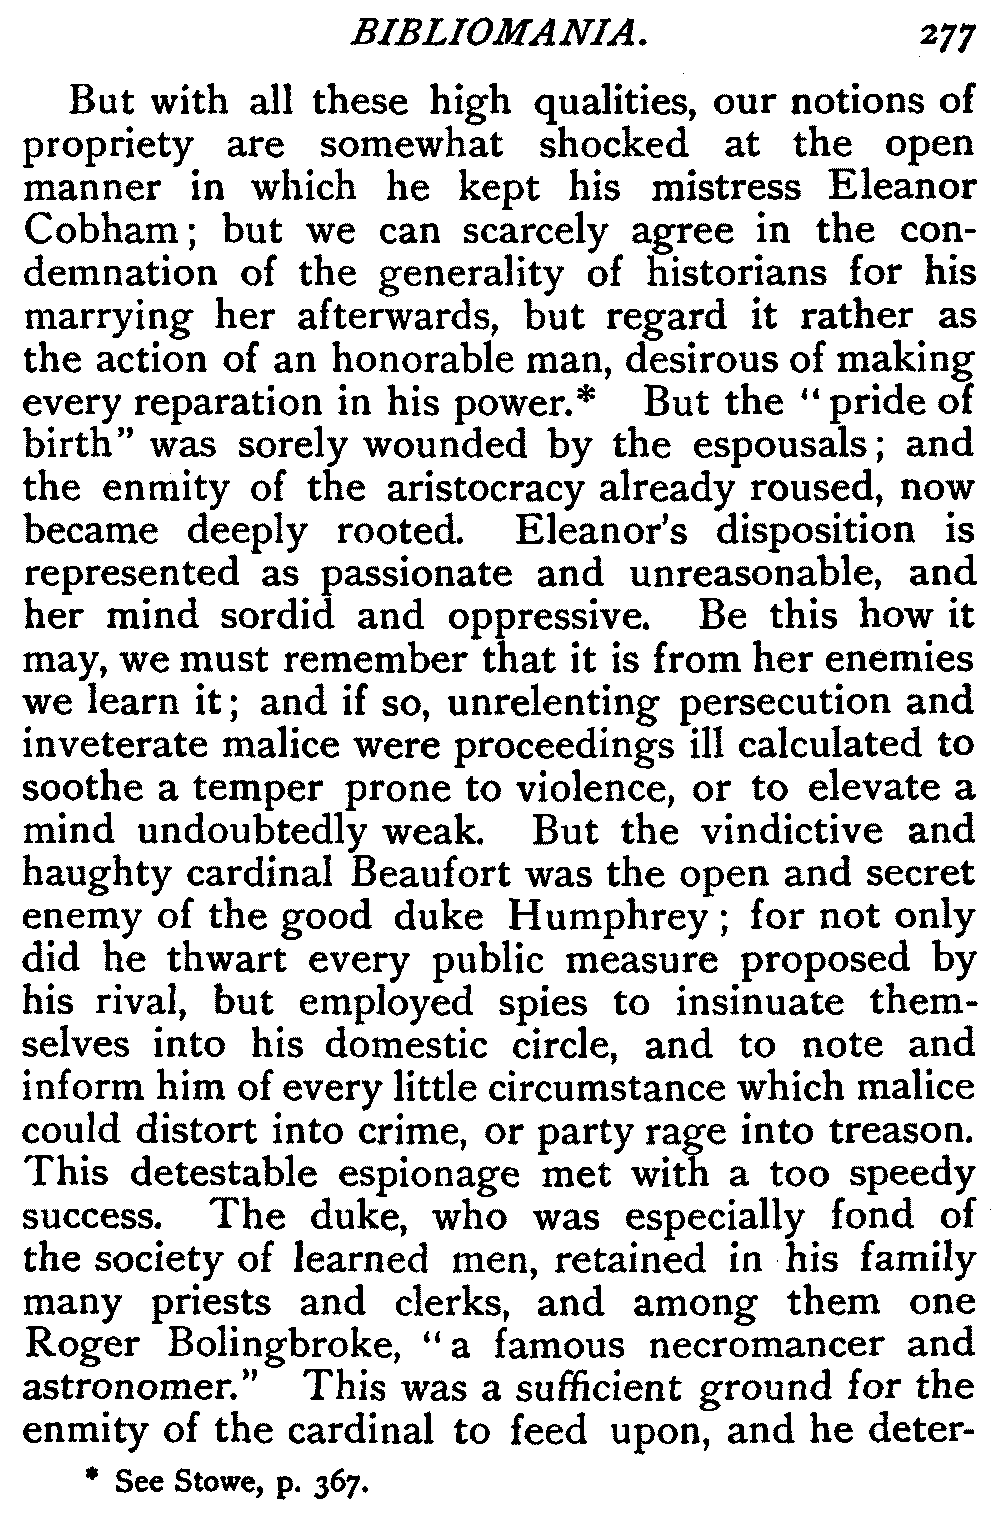 BIBLIOMANIA. 277
But with all these high qualities, our notions of
propriety are somewhat shocked at the open
manner in which he kept his mistress Eleanor
Cobham; but we can scarcely agree in the con-
demnation of the generality of historians for his
marrying her afterwards, but regard it rather as
the action of an honorable man, desirous of making
every reparation in his power.* But the "pride of
birth" was sorely wounded by the espousals; and
the enmity of the aristocracy already roused, now
became deeply rooted. Eleanor's disposition is
represented as passionate and unreasonable, and
her mind sordid and oppressive. Be this how it
may, we must remember that it is from her enemies
we learn it; and if so, unrelenting persecution and
inveterate malice were proceedings ill calculated to
soothe a temper prone to violence, or to elevate a
mind undoubtedly weak. But the vindictive and
haughty cardinal Beaufort was the open and secret
enemy of the good duke Humphrey; for not only
did he thwart every public measure proposed by
his rival, but employed spies to insinuate them-
selves into his domestic circle, and to note and
inform him of every little circumstance which malice
could distort into crime, or party rage into treason.
This detestable espionage met with a too speedy
success. The duke, who was especially fond of
the society of learned men, retained in his family
many priests and clerks, and among them one
Roger Bolingbroke, "a famous necromancer and
astronomer." This was a sufficient ground for the
enmity of the cardinal to feed upon, and he deter-
* See Stowe, p. 367.